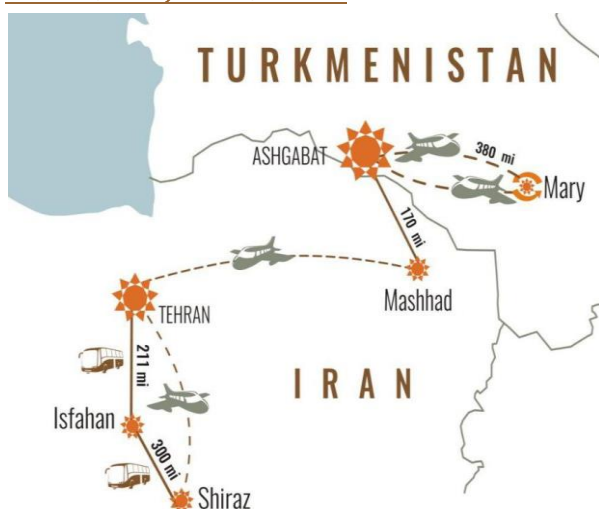 TURKMENISTAN
ASHGABAT
380 mi
Mary
170 mi
Mashhad
TEHRAN
211 mi
IRAN
Isfahan
300 mi
Shiraz